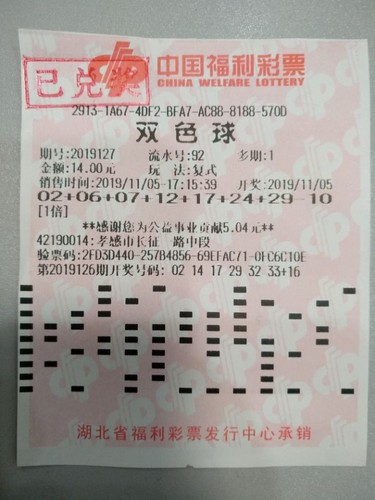 已兑奖
中国福利彩票
CHINA WELFARE LOTTERY
2913-1A67-4DF2-BFA7-AC88-8188-570D
双色球
期号:2019127 流水号:92 多期:1
金额:14.00元 玩 法:复式
销售时间:2019/11/05-17:15:39 开奖:2019/11/05
02+06+07+12+17+24+29-10
[1倍]
**感谢您为公益事业贡献5.04元**
42190014:孝感市长征 一路中段
验票码:2FD3D440-257B4856-69EFAC71-0FC6C10E
第2019126期开奖号码: 02 14 17 29 32 33+16
湖北省福利彩票发行中心承销